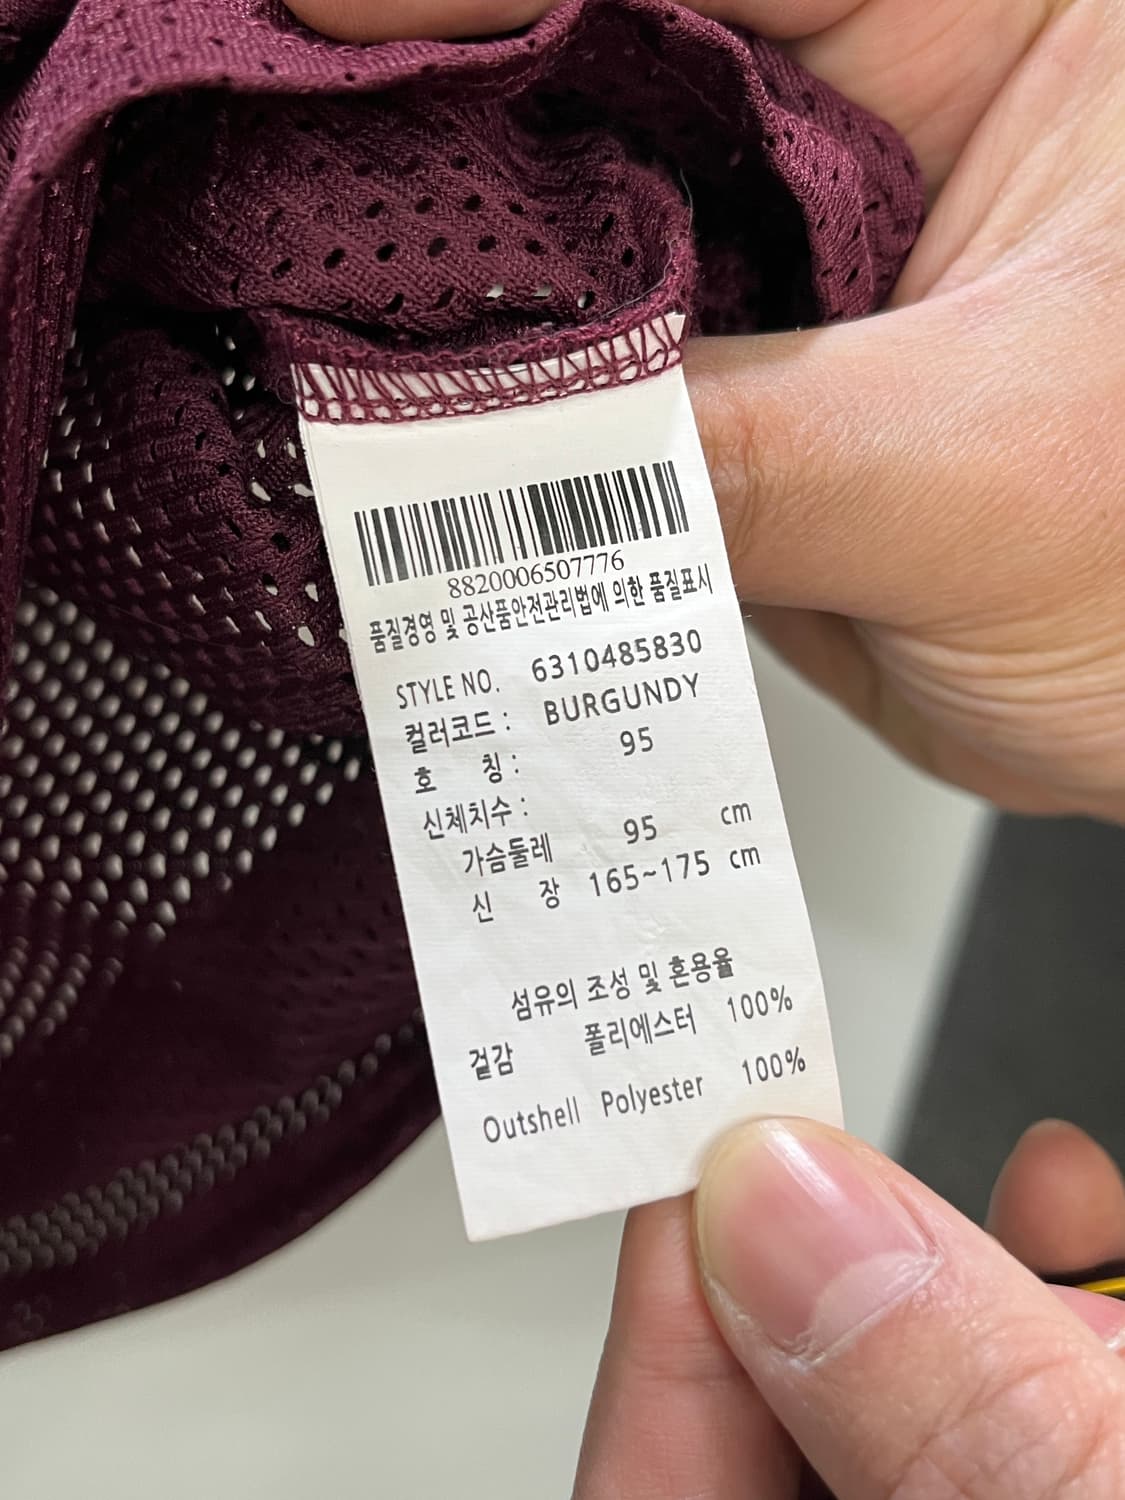 8820006507776
품질경영 및 공산품안전관리법에 의한 품질표시
STYLE NO. 6310485830
컬러코드 : BURGUNDY
호 칭 : 95
신체치수 :
가슴둘레 95 cm
신 장 165~175 cm
섬유의 조성 및 혼용율
겉감 폴리에스터 100%
Outshell Polyester 100%